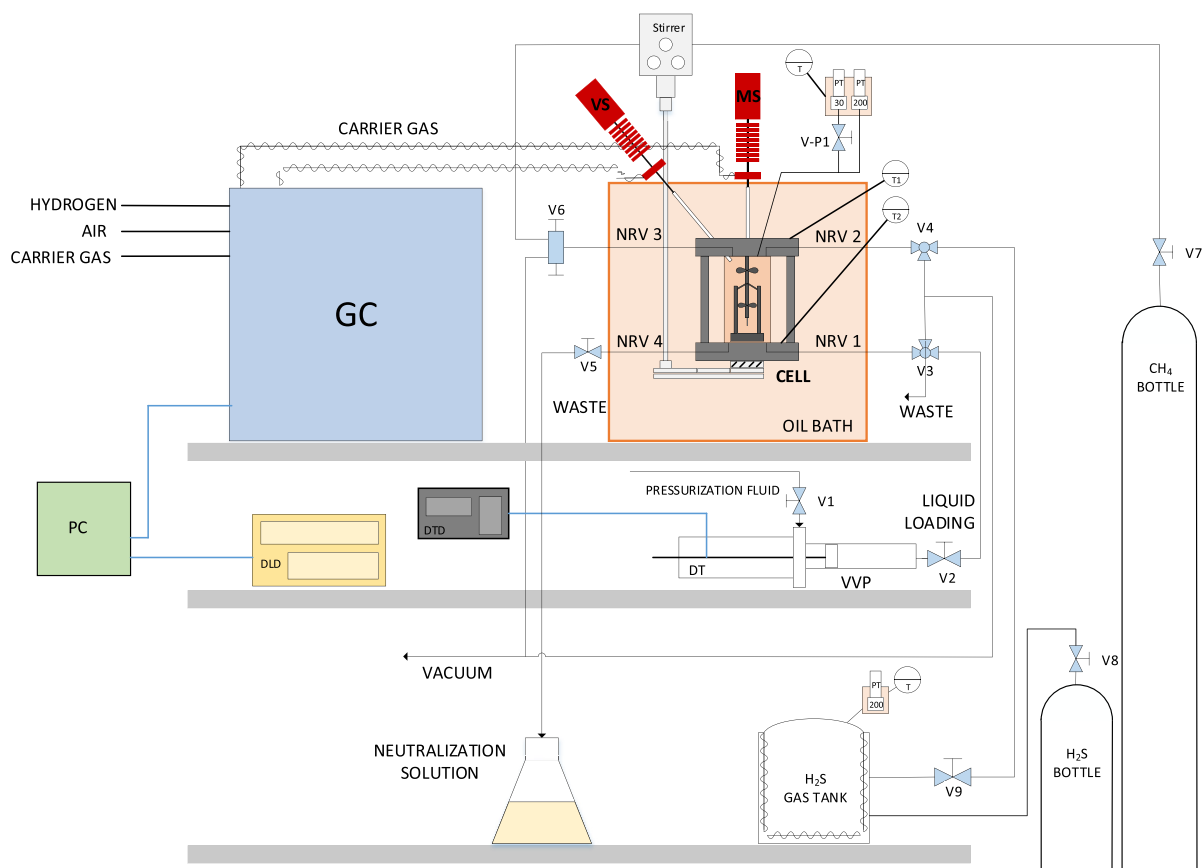 Stirrer
T
PT
PT
30
200
VS
MS
CARRIER GAS
V-P1
T1
T2
HYDROGEN
AIR
CARRIER GAS
V6
NRV 3
NRV 2
V4
V7
GC
NRV 4
NRV 1
V5
V3
CELL
CH4
BOTTLE
WASTE
WASTE
OIL BATH
PRESSURIZATION FLUID
V1
LIQUID
LOADING
PC
DTD
DLD
DT
VVP
V2
VACUUM
V8
PT
T
200
NEUTRALIZATION
SOLUTION
H2S
GAS TANK
V9
H2S
BOTTLE